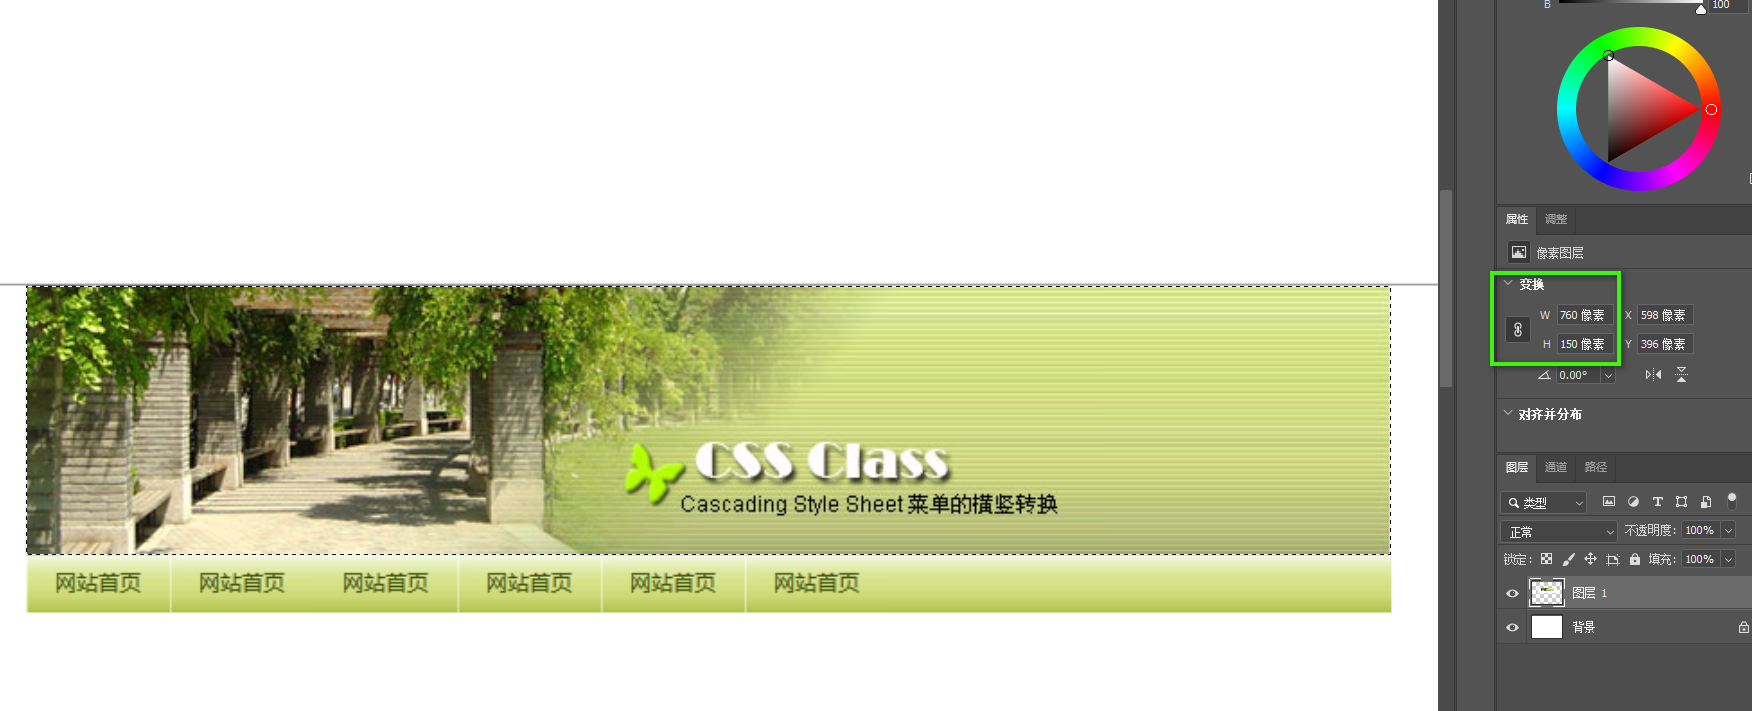 B 100
属性 调整
像素图层
变换
W 760 像素 X 598 像素
H 150 像素 Y 396 像素
0.00°
对齐并分布
图层 通道 路径
类型
正常 不透明度: 100%
锁定: 填充: 100%
图层 1
背景
CSS Class
Cascading Style Sheet 菜单的横竖转换
网站首页 网站首页 网站首页 网站首页 网站首页 网站首页